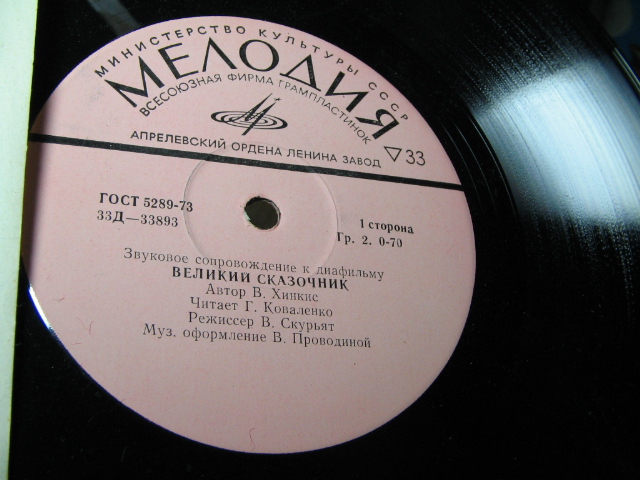 МИНИСТЕРСТВО КУЛЬТУРЫ СССР
МЕЛОДИЯ
ВСЕСОЮЗНАЯ ФИРМА ГРАМПЛАСТИНОК
АПРЕЛЕВСКИЙ ОРДЕНА ЛЕНИНА ЗАВОД
33
ГОСТ 5289-73
33Д—33893
1 сторона
Гр. 2. 0-70
Звуковое сопровождение к диафильму
ВЕЛИКИЙ СКАЗОЧНИК
Автор В. Хинкис
Читает Г. Коваленко
Режиссер В. Скурьят
Муз. оформление В. Проводиной